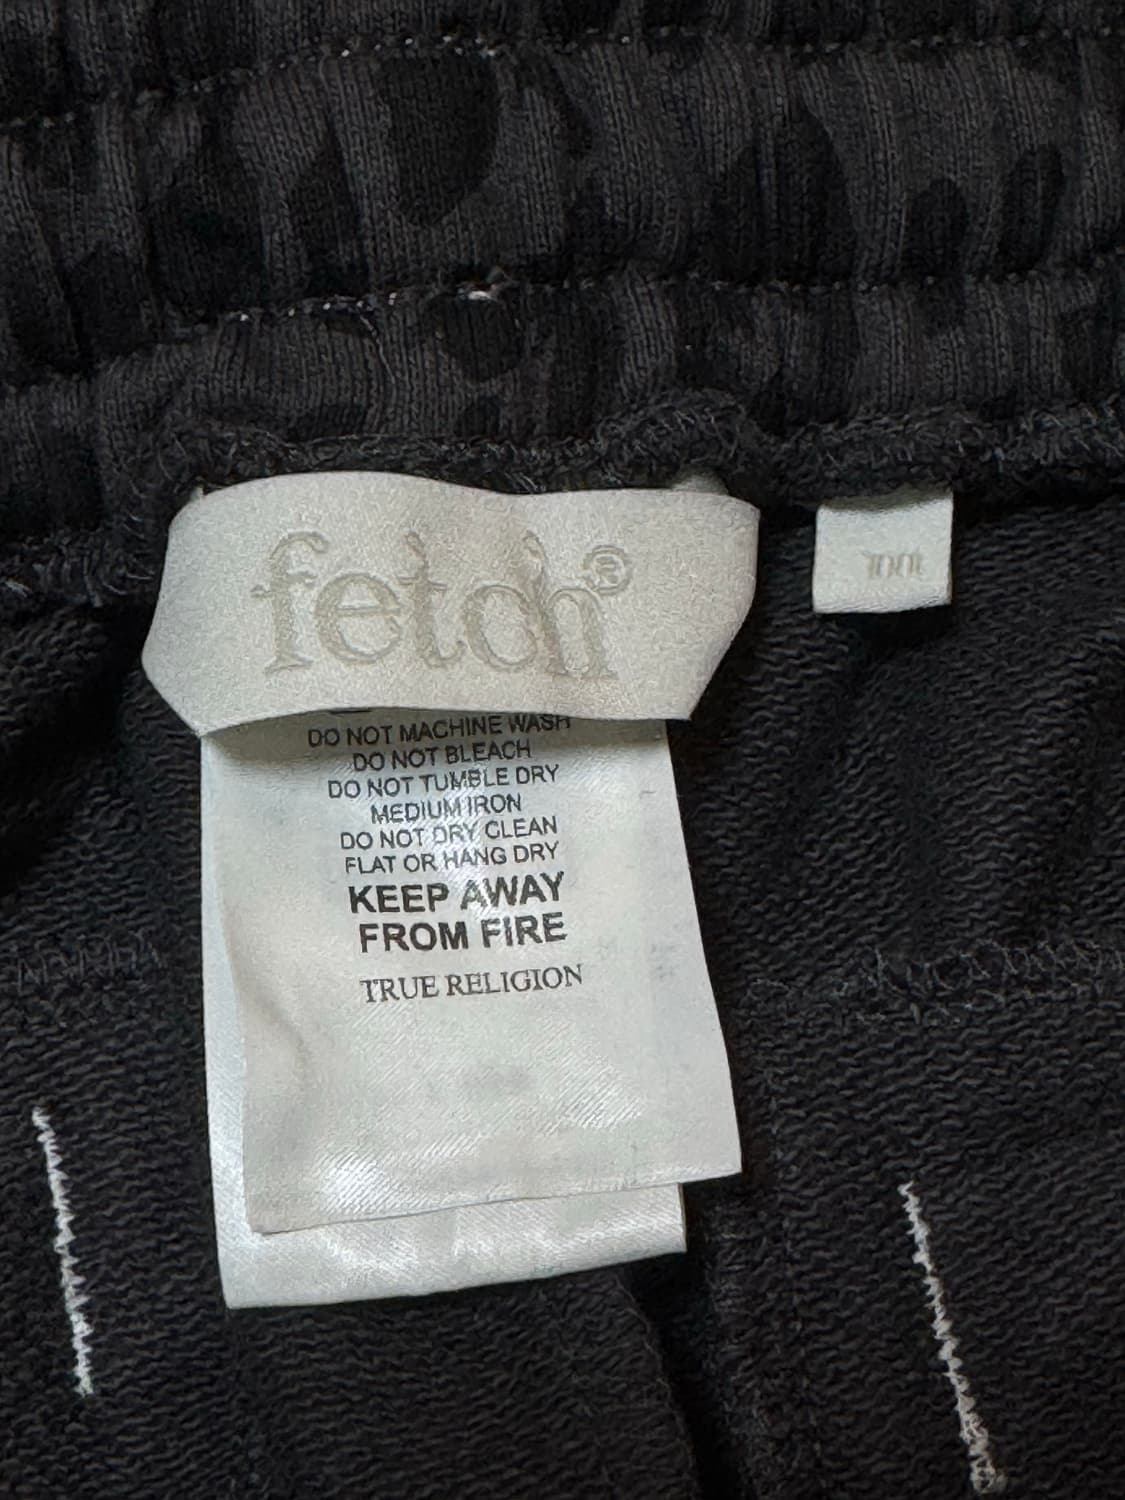 fetch®
DO NOT MACHINE WASH
DO NOT BLEACH
DO NOT TUMBLE DRY
MEDIUM IRON
DO NOT DRY CLEAN
FLAT OR HANG DRY
KEEP AWAY
FROM FIRE
TRUE RELIGION